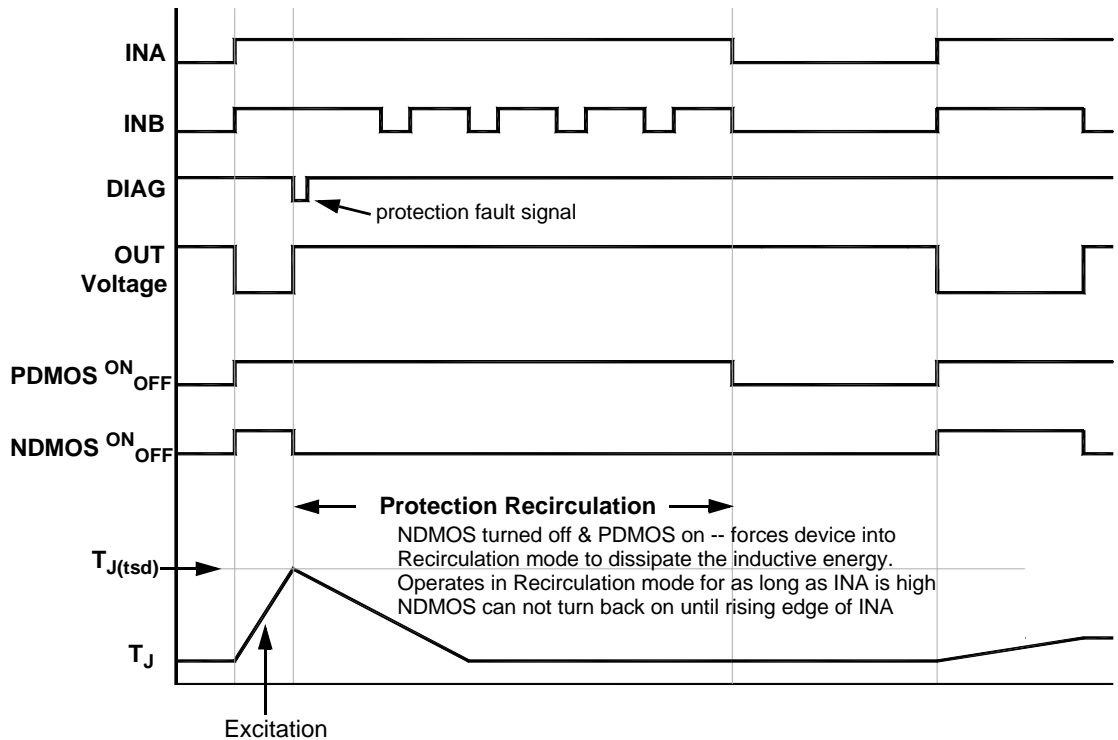 INA
INB
DIAG
protection fault signal
OUT
Voltage
PDMOS ON OFF
NDMOS ON OFF
Protection Recirculation
NDMOS turned off & PDMOS on -- forces device into
Recirculation mode to dissipate the inductive energy.
Operates in Recirculation mode for as long as INA is high
NDMOS can not turn back on until rising edge of INA
TJ(tsd)
TJ
Excitation